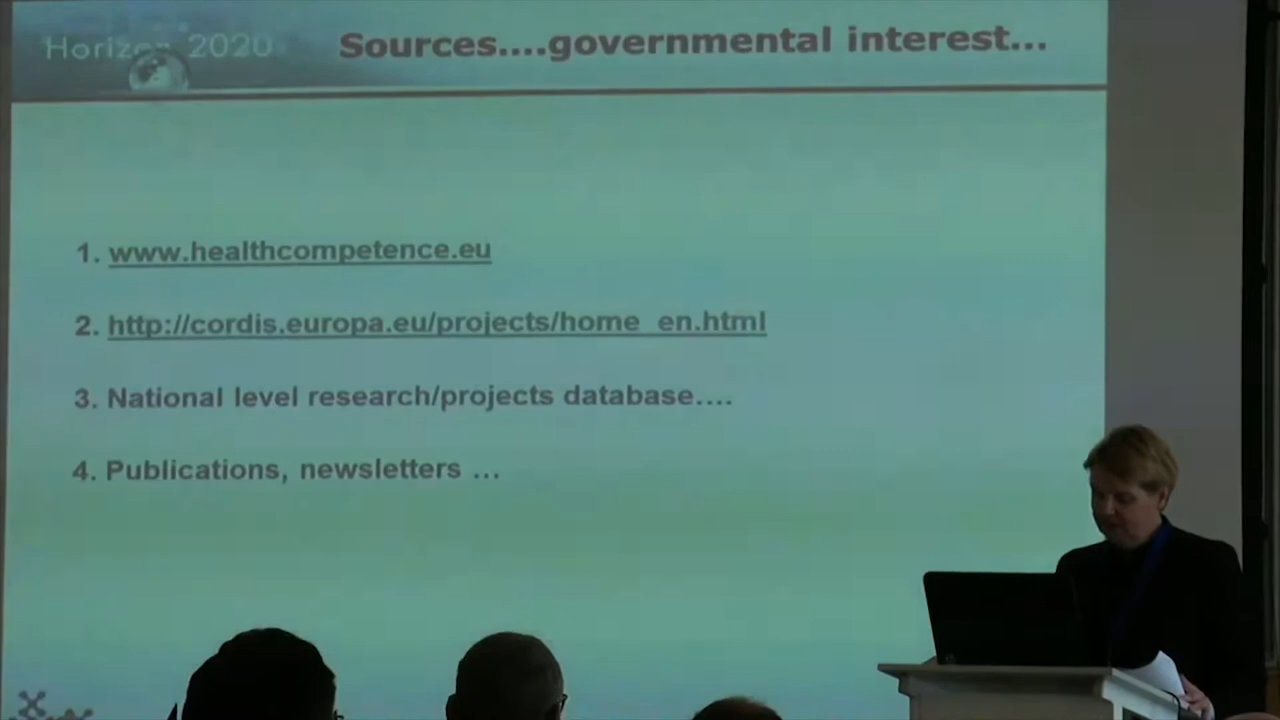 Horizon 2020
Sources....governmental interest...
1. www.healthcompetence.eu
2. http://cordis.europa.eu/projects/home_en.html
3. National level research/projects database....
4. Publications, newsletters ...